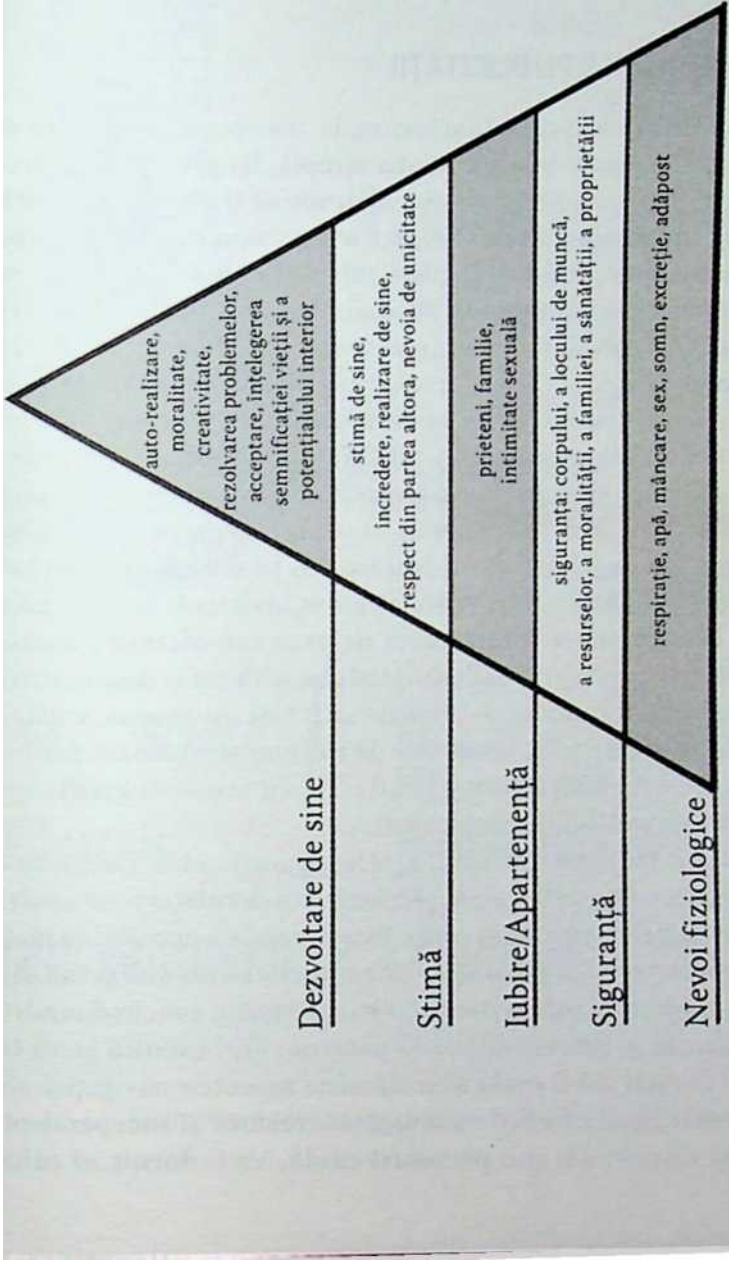 auto-realizare,
moralitate,
creativitate,
rezolvarea problemelor,
acceptare, înțelegerea
semnificației vieții și a
potențialului interior
Dezvoltare de sine
stimă de sine,
încredere, realizare de sine,
respect din partea altora, nevoia de unicitate
Stimă
prieteni, familie,
intimitate sexuală
Iubire/Apartenență
siguranța: corpului, a locului de muncă,
a resurselor, a moralității, a familiei, a sănătății, a proprietății
Siguranță
respirație, apă, mâncare, sex, somn, excreție, adăpost
Nevoi fiziologice